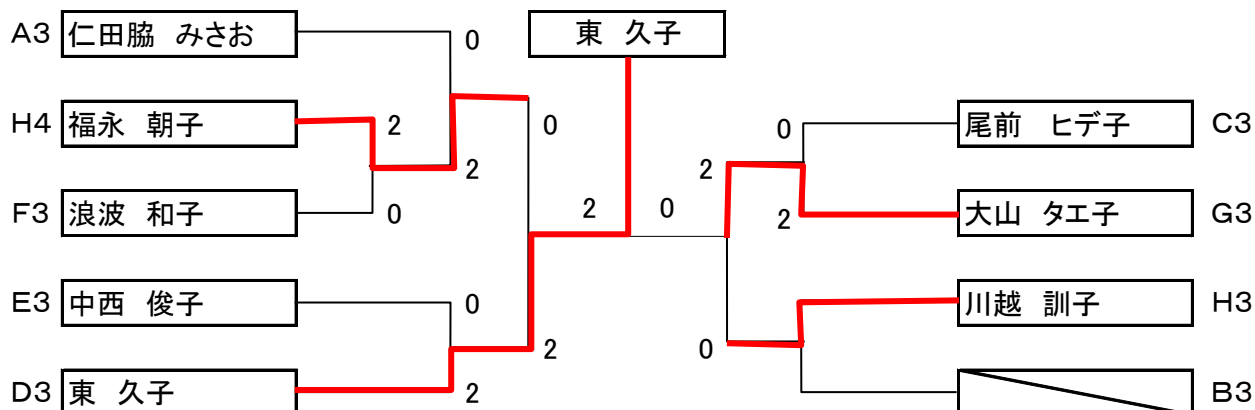 A3 仁田脇 みさお 0 東 久子
H4 福永 朝子 2 0 0 尾前 ヒデ子 C3
2 2
F3 浪波 和子 0 2 0 2 大山 タエ子 G3
E3 中西 俊子 0 川越 訓子 H3
2 0
D3 東 久子 2 B3